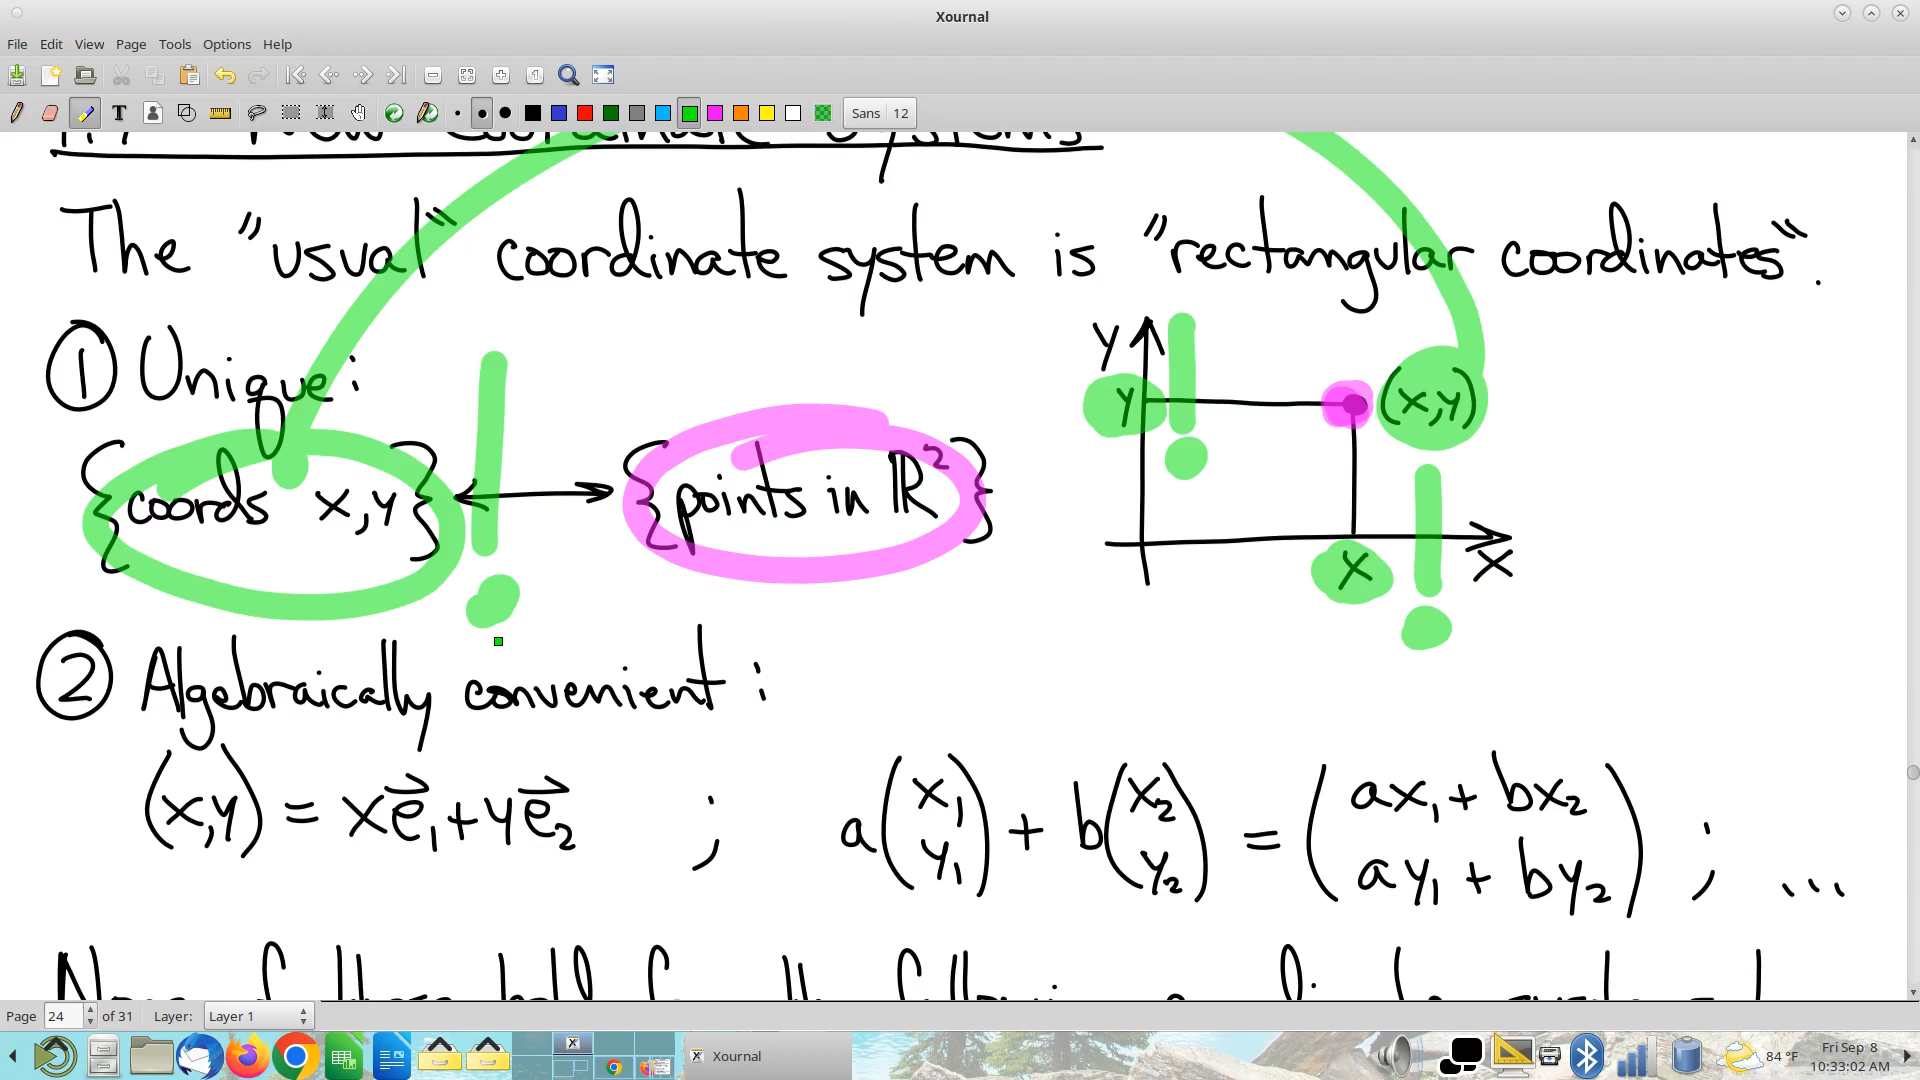 Xournal
File Edit View Page Tools Options Help
T Sans 12
The "usual" coordinate system is "rectangular coordinates".
① Unique:
{coords x,y} ↔ {points in ℝ²}
y
y (x,y)
x x
② Algebraically convenient:
(x,y) = xe⃗₁ + ye⃗₂ ; a(x₁ y₁) + b(x₂ y₂) = (ax₁ + bx₂ ay₁ + by₂) ; ...
Page 24 of 31 Layer: Layer 1
Xournal 84 °F Fri Sep 8
10:33:02 AM